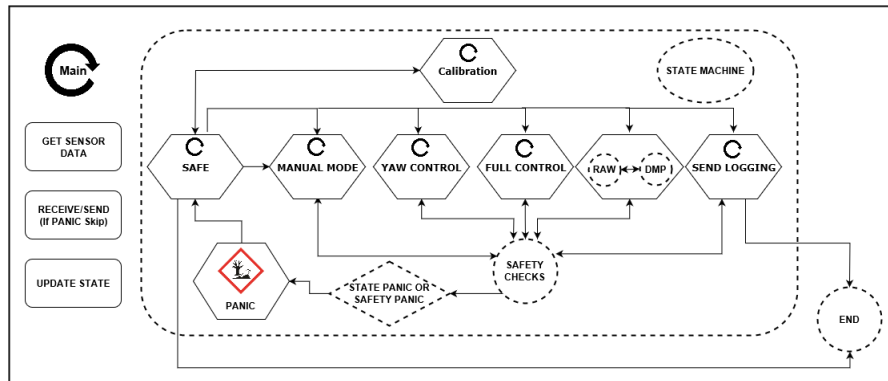 Main
Calibration
STATE MACHINE
GET SENSOR
DATA
SAFE
MANUAL MODE
YAW CONTROL
FULL CONTROL
RAW
DMP
SEND LOGGING
RECEIVE/SEND
(If PANIC Skip)
UPDATE STATE
PANIC
STATE PANIC OR
SAFETY PANIC
SAFETY
CHECKS
END